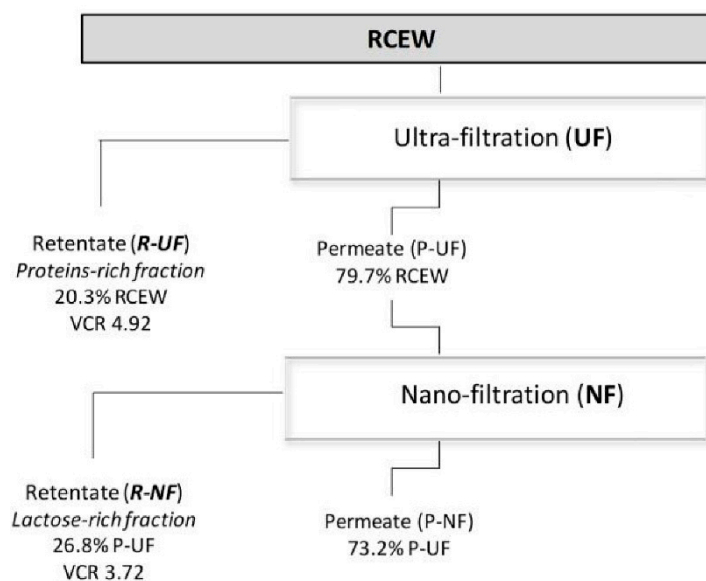 RCEW
Ultra-filtration (UF)
Retentate (R-UF)
Proteins-rich fraction
20.3% RCEW
VCR 4.92
Permeate (P-UF)
79.7% RCEW
Nano-filtration (NF)
Retentate (R-NF)
Lactose-rich fraction
26.8% P-UF
VCR 3.72
Permeate (P-NF)
73.2% P-UF